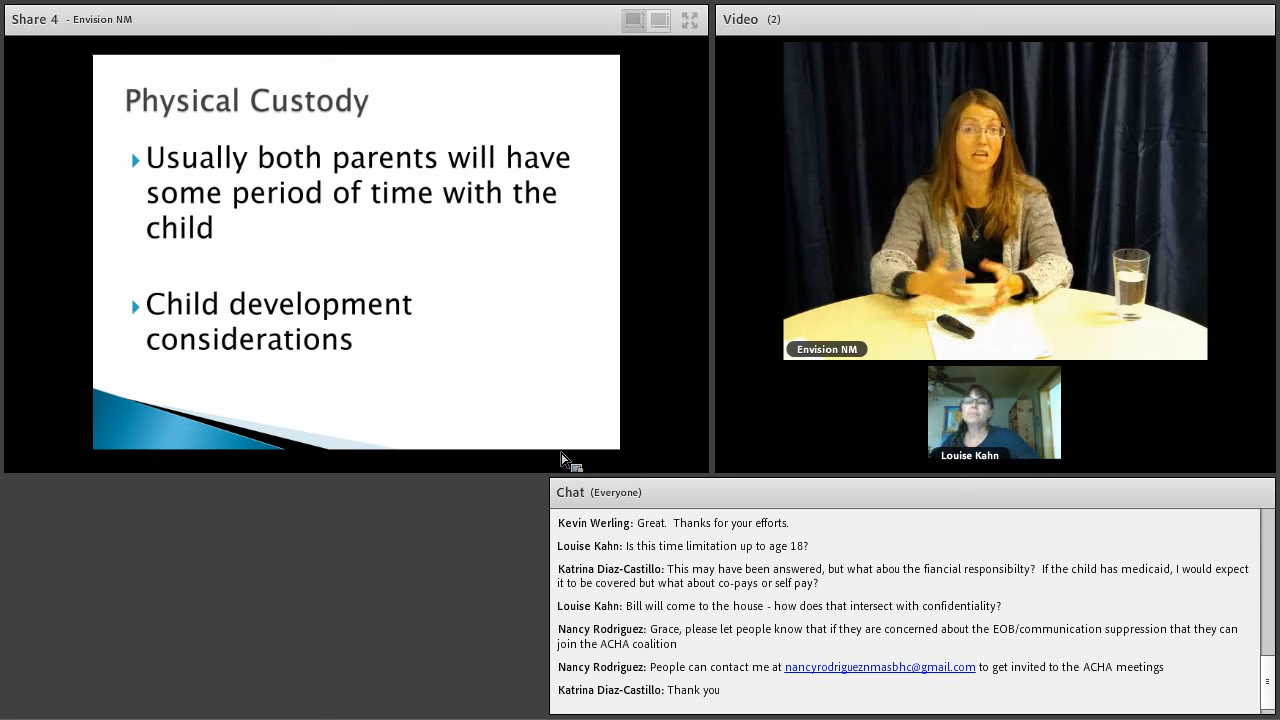 Share 4 - Envision NM
Physical Custody
Usually both parents will have
some period of time with the
child
Child development
considerations
Video (2)
Envision NM
Louise Kahn
Chat (Everyone)
Kevin Werling: Great. Thanks for your efforts.
Louise Kahn: Is this time limitation up to age 18?
Katrina Diaz-Castillo: This may have been answered, but what abou the fiancial responsibilty? If the child has medicaid, I would expect
it to be covered but what about co-pays or self pay?
Louise Kahn: Bill will come to the house - how does that intersect with confidentiality?
Nancy Rodriguez: Grace, please let people know that if they are concerned about the EOB/communication suppression that they can
join the ACHA coalition
Nancy Rodriguez: People can contact me at nancyrodrigueznmasbhc@gmail.com to get invited to the ACHA meetings
Katrina Diaz-Castillo: Thank you